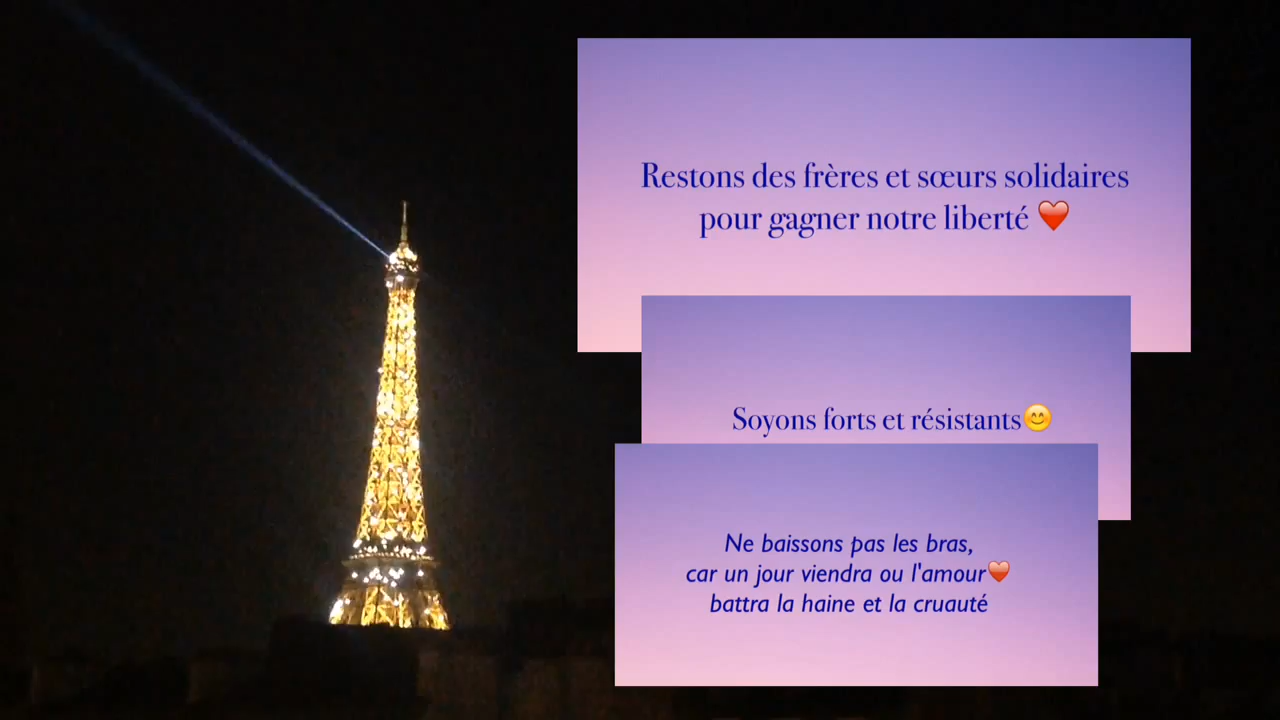 Restons des frères et sœurs solidaires
pour gagner notre liberté ❤️
Soyons forts et résistants😊
Ne baissons pas les bras,
car un jour viendra ou l'amour❤️
battra la haine et la cruauté